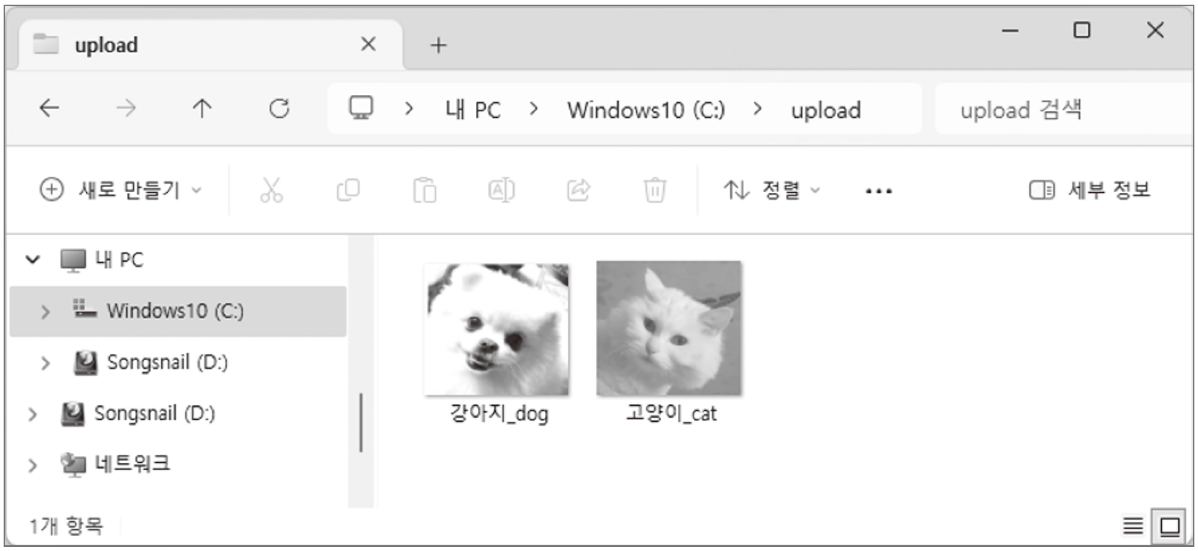 upload
내 PC > Windows10 (C:) > upload
upload 검색
새로 만들기
정렬
세부 정보
내 PC
Windows10 (C:)
Songsnail (D:)
Songsnail (D:)
네트워크
강아지_dog
고양이_cat
1개 항목